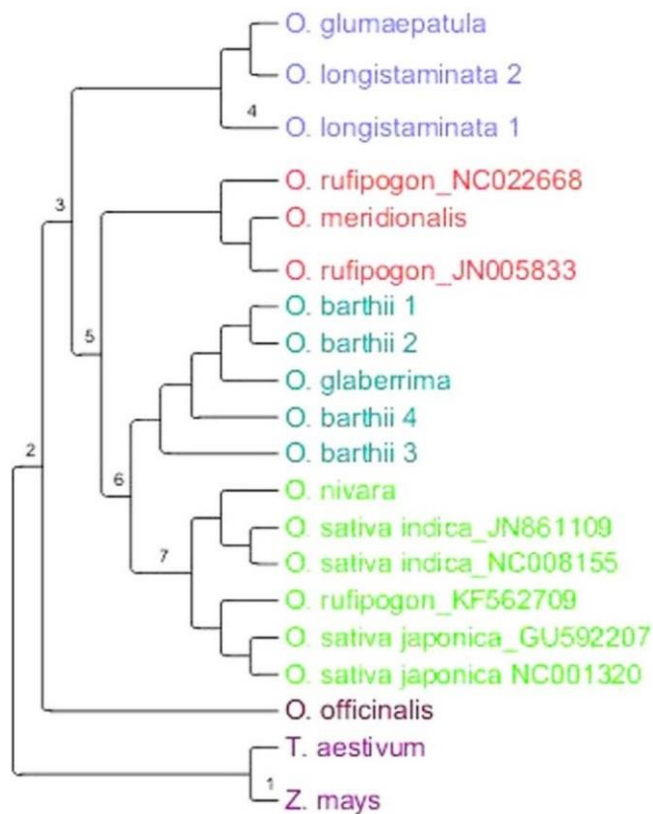 O. glumaepatula
O. longistaminata 2
4
O. longistaminata 1
O. rufipogon_NC022668
3
O. meridionalis
O. rufipogon_JN005833
O. barthii 1
5
O. barthii 2
O. glaberrima
O. barthii 4
2
O. barthii 3
6
O. nivara
O. sativa indica_JN861109
7
O. sativa indica_NC008155
O. rufipogon_KF562709
O. sativa japonica_GU592207
O. sativa japonica NC001320
O. officinalis
T. aestivum
1
Z. mays